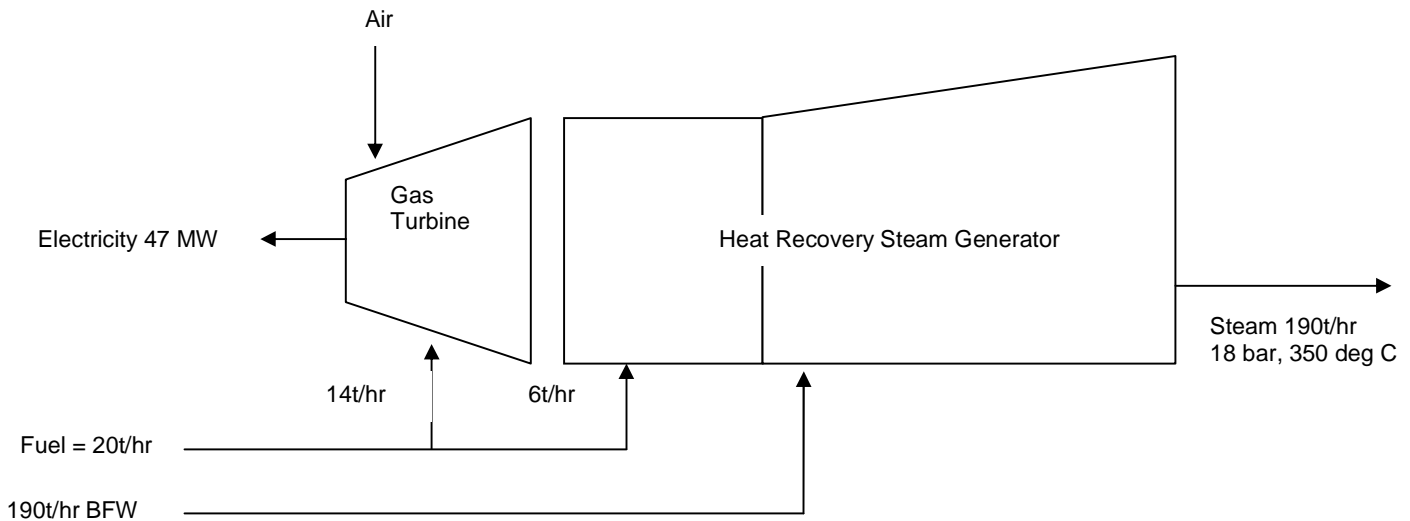 Air
Gas
Turbine
Electricity 47 MW
Heat Recovery Steam Generator
Steam 190t/hr
18 bar, 350 deg C
14t/hr
6t/hr
Fuel = 20t/hr
190t/hr BFW